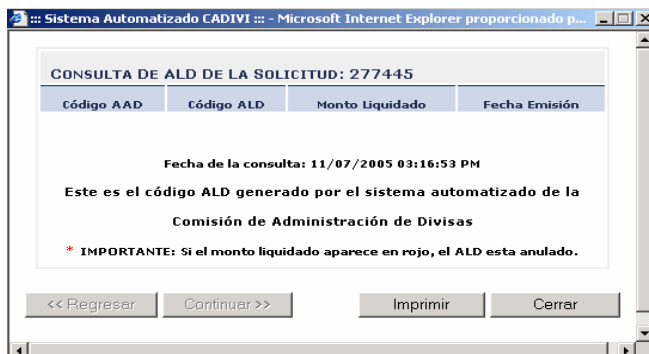 ::: Sistema Automatizado CADIVI ::: - Microsoft Internet Explorer proporcionado p...
CONSULTA DE ALD DE LA SOLICITUD: 277445
Código AAD Código ALD Monto Liquidado Fecha Emisión
Fecha de la consulta: 11/07/2005 03:16:53 PM
Este es el código ALD generado por el sistema automatizado de la
Comisión de Administración de Divisas
* IMPORTANTE: Si el monto liquidado aparece en rojo, el ALD esta anulado.
<< Regresar Continuar >> Imprimir Cerrar